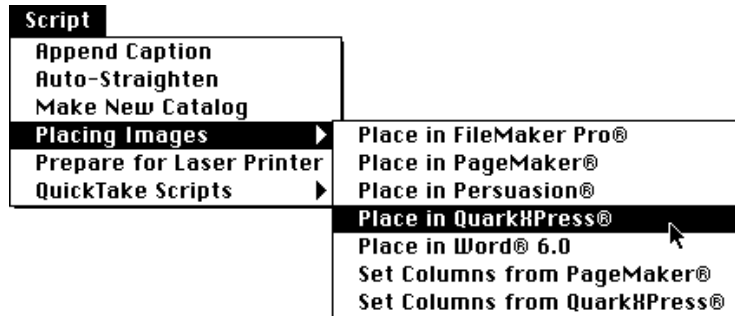 Script
Append Caption
Auto-Straighten
Make New Catalog
Placing Images
Prepare for Laser Printer
QuickTake Scripts
Place in FileMaker Pro®
Place in PageMaker®
Place in Persuasion®
Place in QuarkXPress®
Place in Word® 6.0
Set Columns from PageMaker®
Set Columns from QuarkXPress®